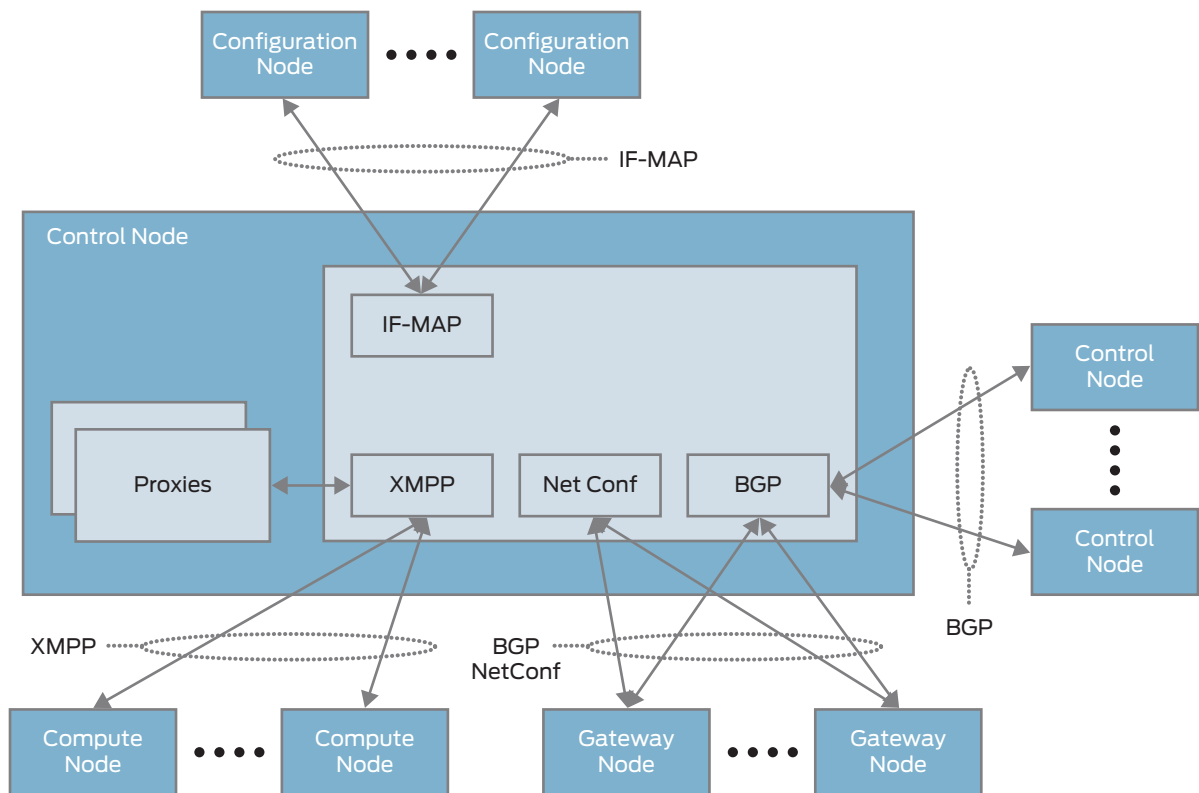 Configuration
Node
Configuration
Node
IF-MAP
Control Node
IF-MAP
Control
Node
Proxies
XMPP
Net Conf
BGP
Control
Node
BGP
XMPP
BGP
NetConf
Compute
Node
Compute
Node
Gateway
Node
Gateway
Node